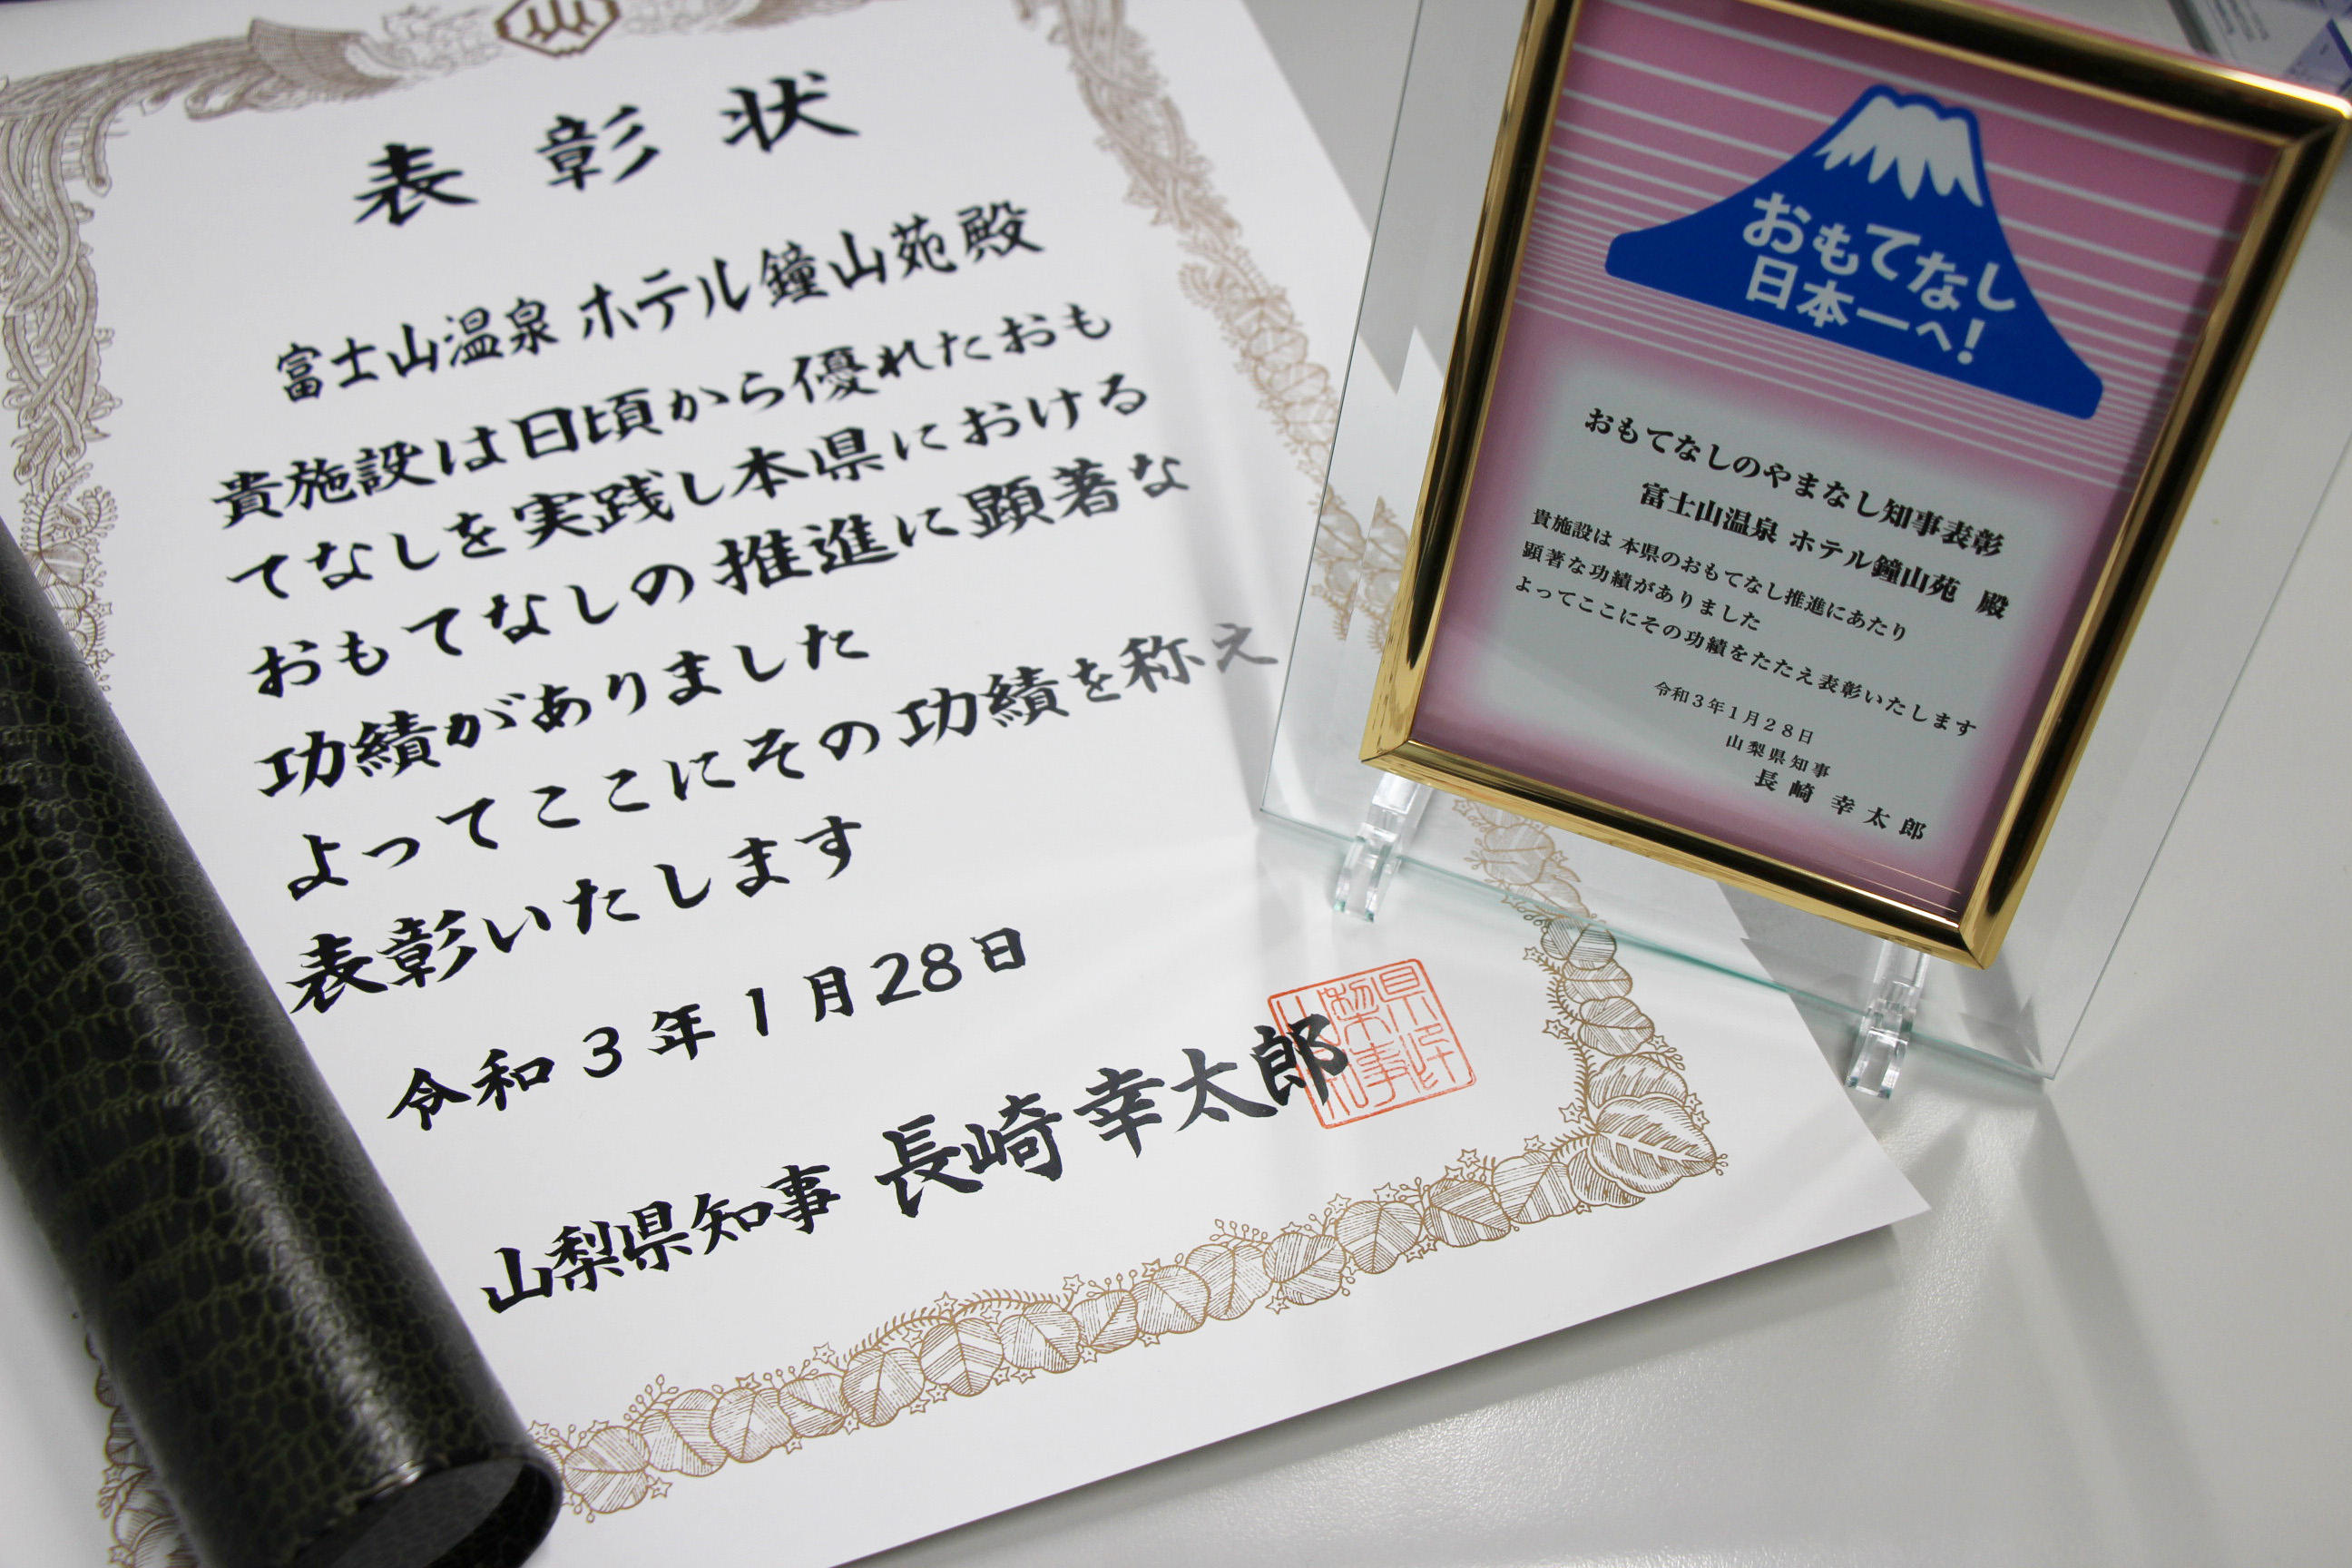 表彰状
富士山温泉 ホテル鐘山苑殿
貴施設は日頃から優れたおも
てなしを実践し本県における
おもてなしの推進に顕著な
功績がありました
よってここにその功績を称え
表彰いたします
令和3年1月28日
山梨県知事 長崎幸太郎
おもてなし
日本一へ!
おもてなしのやまなし知事表彰
富士山温泉 ホテル鐘山苑 殿
貴施設は 本県のおもてなし推進にあたり
顕著な功績がありました
よってここにその功績をたたえ表彰いたします
令和3年1月28日
山梨県知事
長崎幸太郎